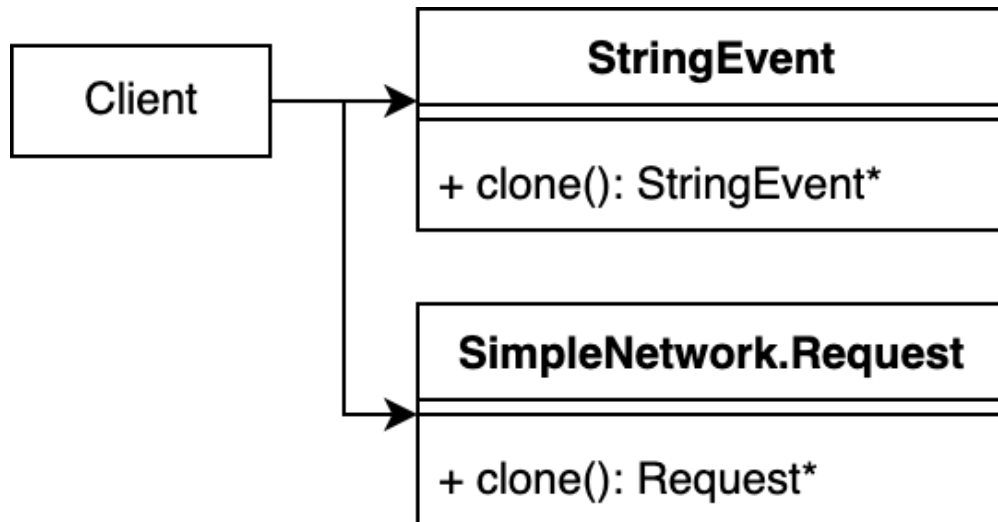 Client
StringEvent
+ clone(): StringEvent*
SimpleNetwork.Request
+ clone(): Request*